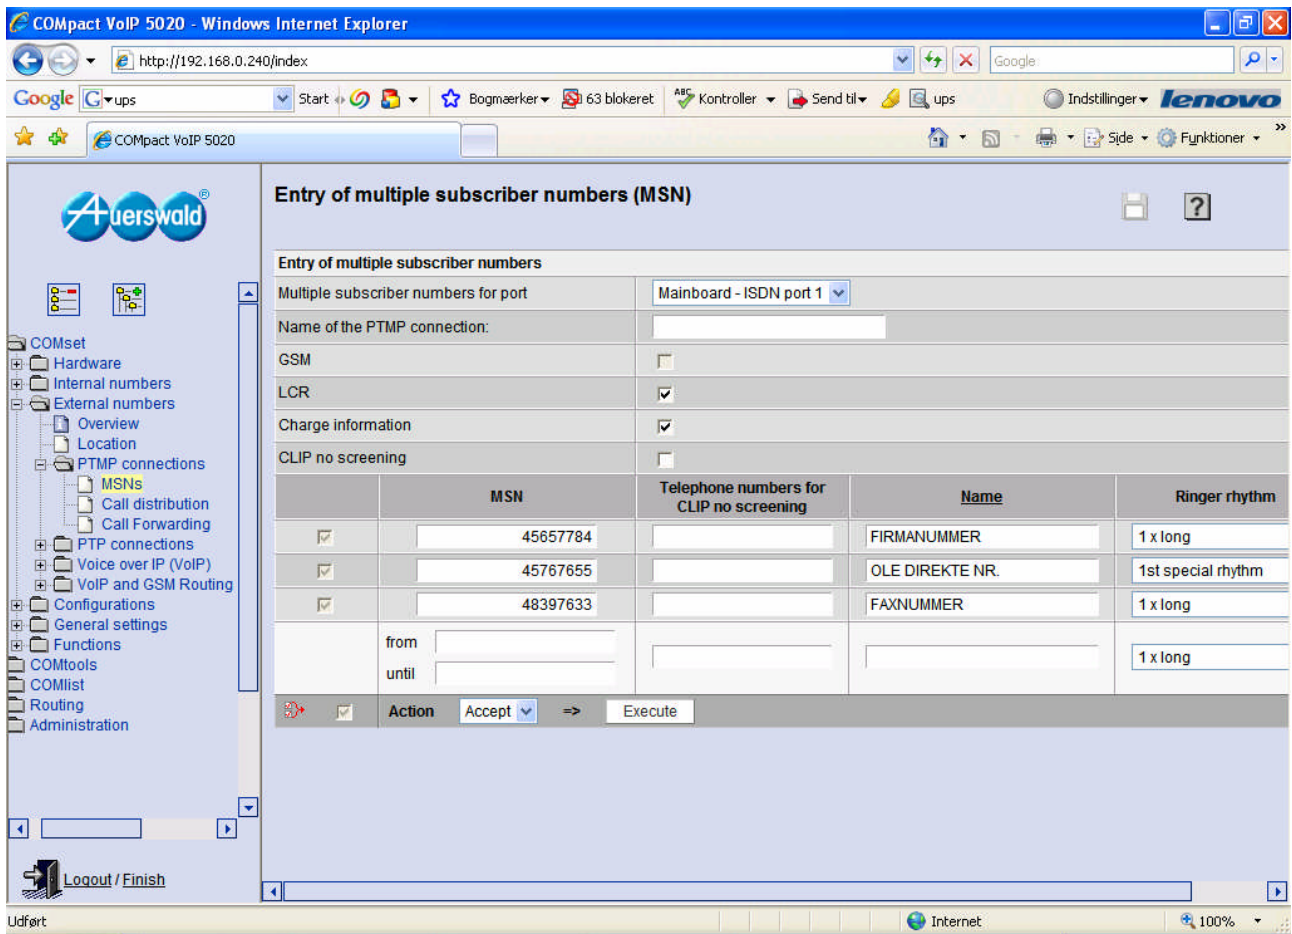 COMpact VoIP 5020 - Windows Internet Explorer
http://192.168.0.240/index
Google
Google G ups Start Bogmærker 63 blokeret ABC Kontroller Send til ups Indstillinger lenovo
COMpact VoIP 5020 Side Funktioner »
Auerswald ®
Entry of multiple subscriber numbers (MSN) ?
COMset
Hardware
Internal numbers
External numbers
Overview
Location
PTMP connections
MSNs
Call distribution
Call Forwarding
PTP connections
Voice over IP (VoIP)
VoIP and GSM Routing
Configurations
General settings
Functions
COMtools
COMlist
Routing
Administration
Logout / Finish
Entry of multiple subscriber numbers
Multiple subscriber numbers for port Mainboard - ISDN port 1
Name of the PTMP connection:
GSM
LCR
Charge information
CLIP no screening
MSN Telephone numbers for CLIP no screening Name Ringer rhythm
45657784 FIRMANUMMER 1 x long
45767655 OLE DIREKTE NR. 1st special rhythm
48397633 FAXNUMMER 1 x long
from
until
1 x long
Action Accept => Execute
Udført Internet 100%